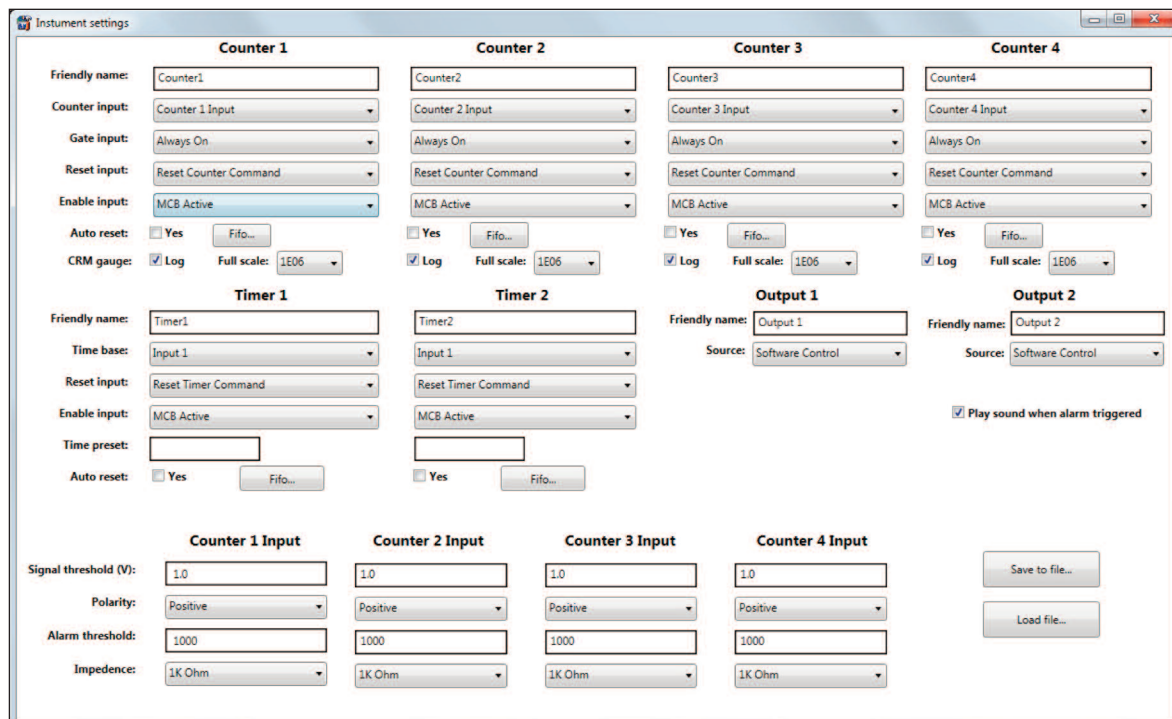 Instument settings
Counter 1 Counter 2 Counter 3 Counter 4
Friendly name: Counter1 Counter2 Counter3 Counter4
Counter input: Counter 1 Input Counter 2 Input Counter 3 Input Counter 4 Input
Gate input: Always On Always On Always On Always On
Reset input: Reset Counter Command Reset Counter Command Reset Counter Command Reset Counter Command
Enable input: MCB Active MCB Active MCB Active MCB Active
Auto reset: Yes Fifo... Yes Fifo... Yes Fifo... Yes Fifo...
CRM gauge: Log Full scale: 1E06 Log Full scale: 1E06 Log Full scale: 1E06 Log Full scale: 1E06
Timer 1 Timer 2 Output 1 Output 2
Friendly name: Timer1 Timer2 Friendly name: Output 1 Friendly name: Output 2
Time base: Input 1 Input 1 Source: Software Control Source: Software Control
Reset input: Reset Timer Command Reset Timer Command
Enable input: MCB Active MCB Active Play sound when alarm triggered
Time preset:
Auto reset: Yes Fifo... Yes Fifo...
Counter 1 Input Counter 2 Input Counter 3 Input Counter 4 Input
Signal threshold (V): 1.0 1.0 1.0 1.0 Save to file...
Polarity: Positive Positive Positive Positive Load file...
Alarm threshold: 1000 1000 1000 1000
Impedence: 1K Ohm 1K Ohm 1K Ohm 1K Ohm